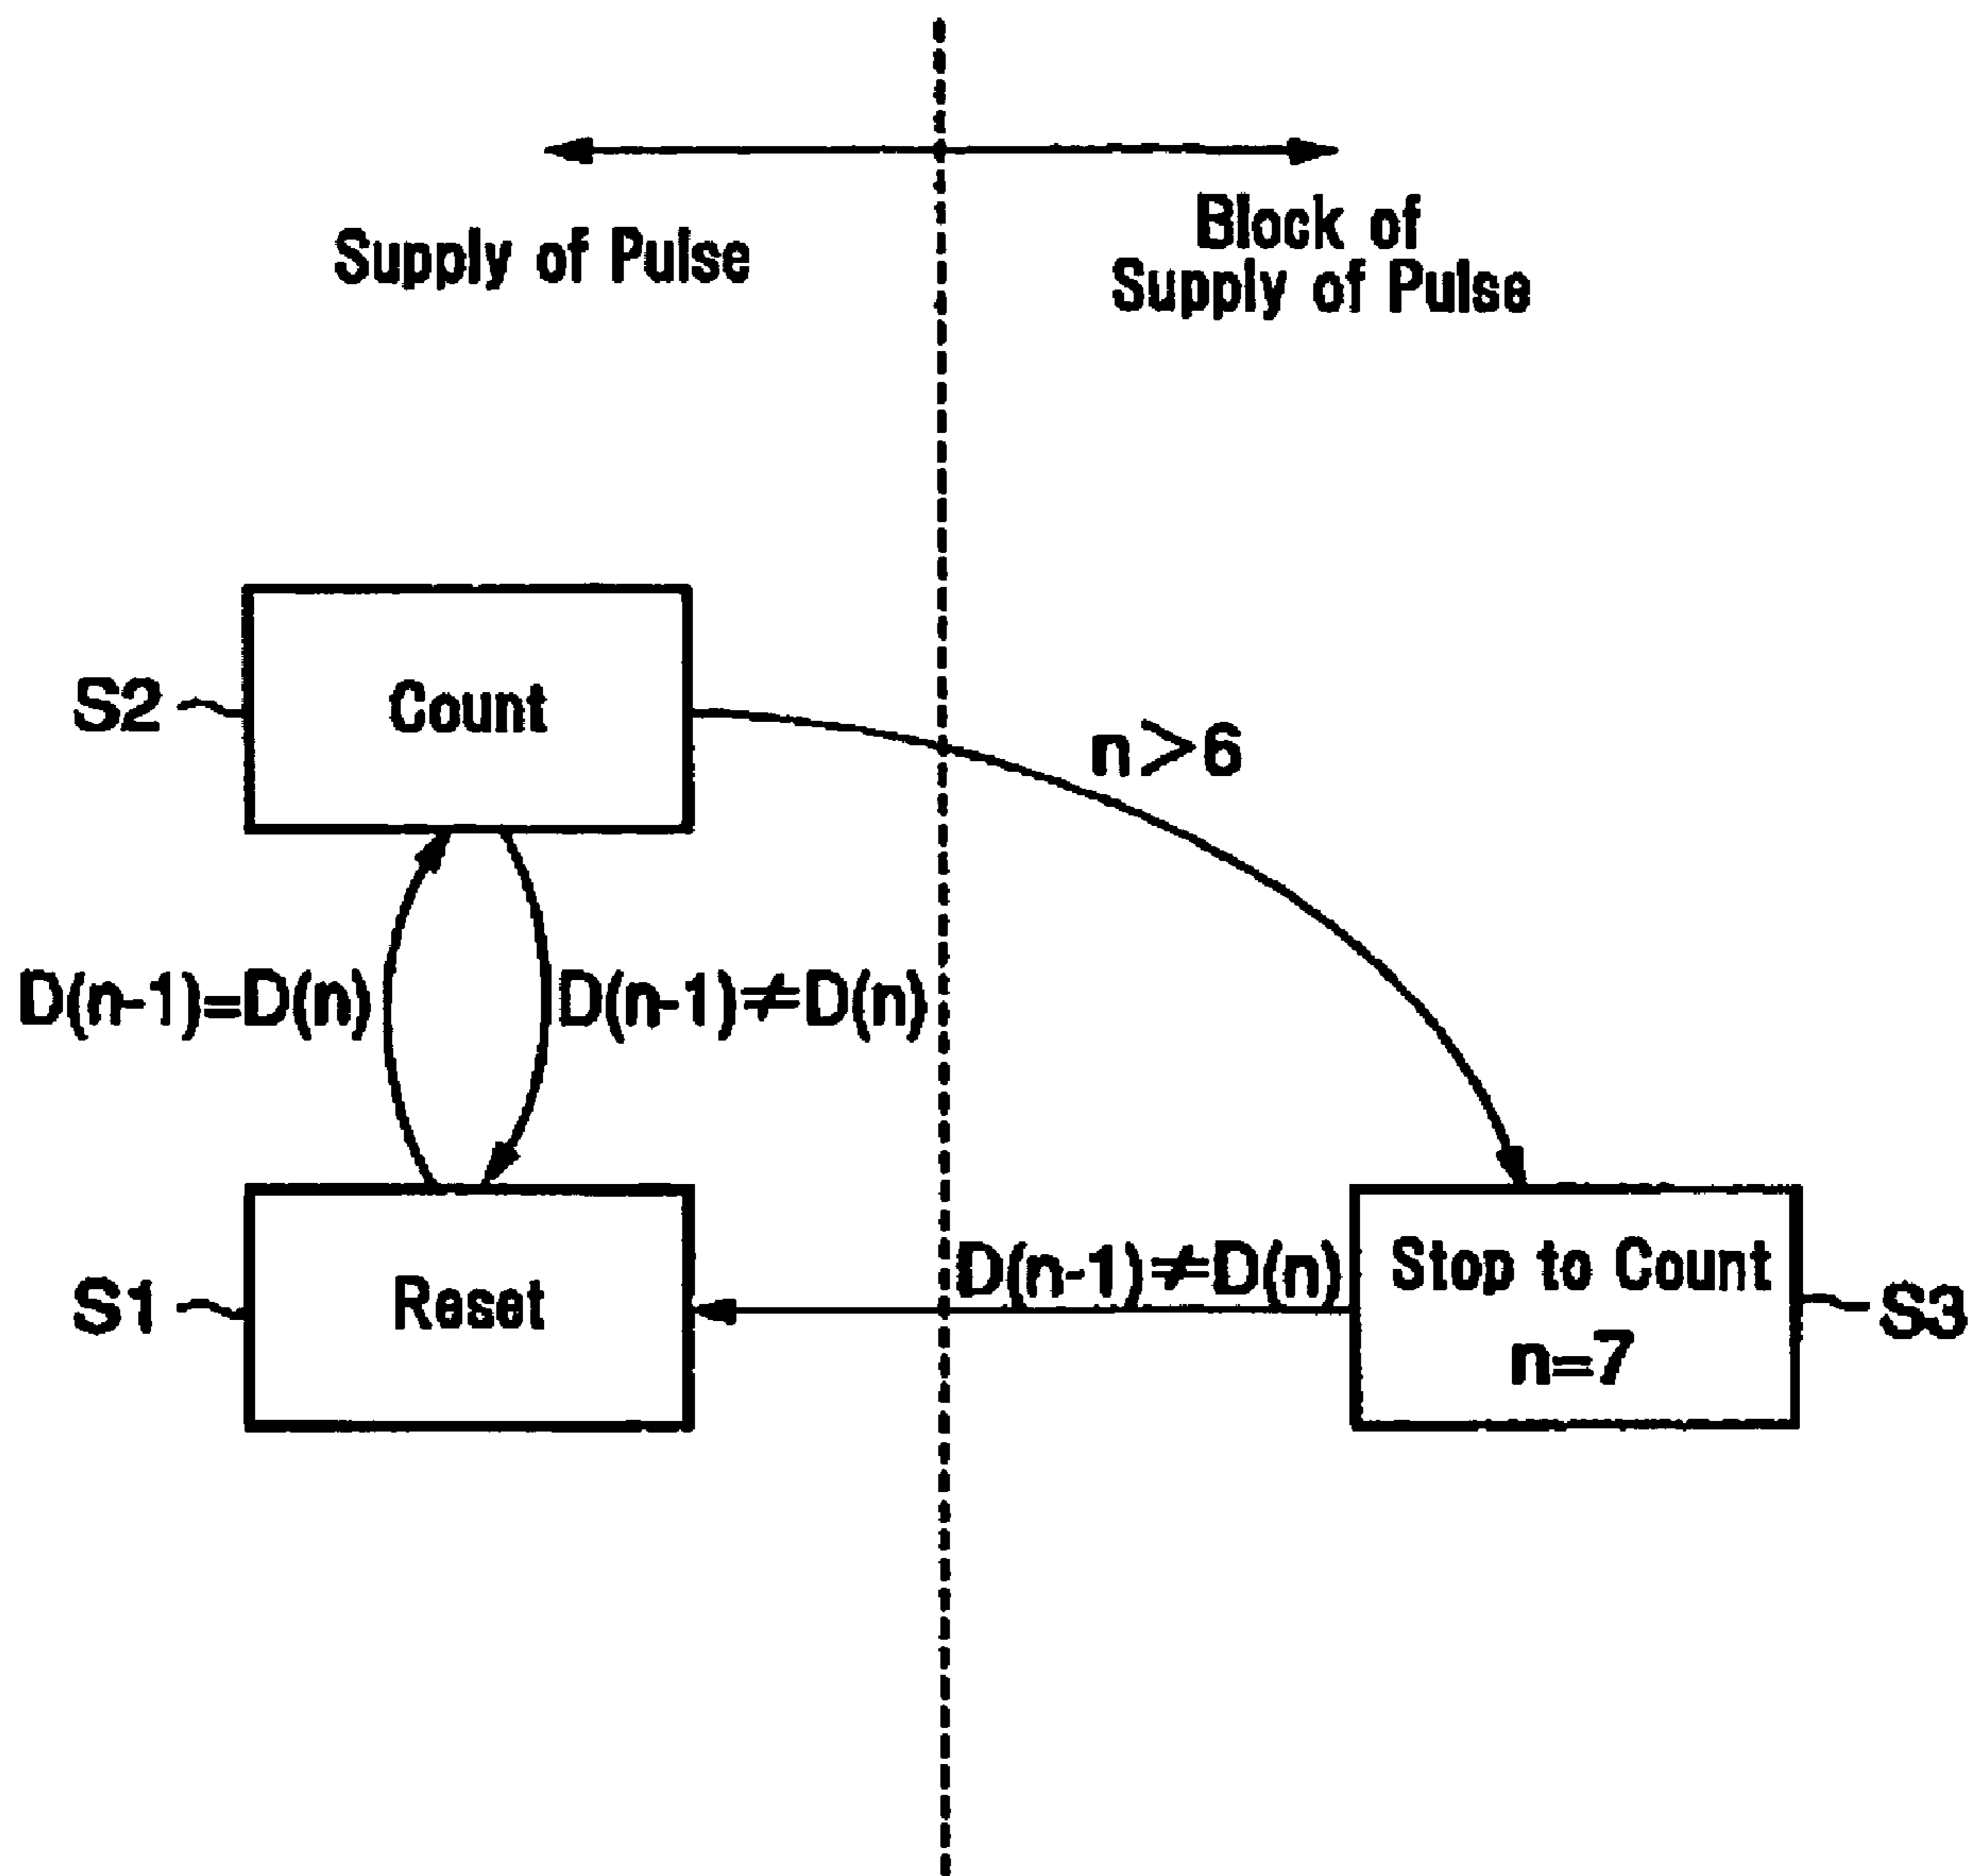 Supply of Pulse
Block of
Supply of Pulse
S2
Count
n>6
D(n-1)=D(n)
D(n-1)≠D(n)
S1
Reset
D(n-1)≠D(n)
Stop to Count
n=7
S3